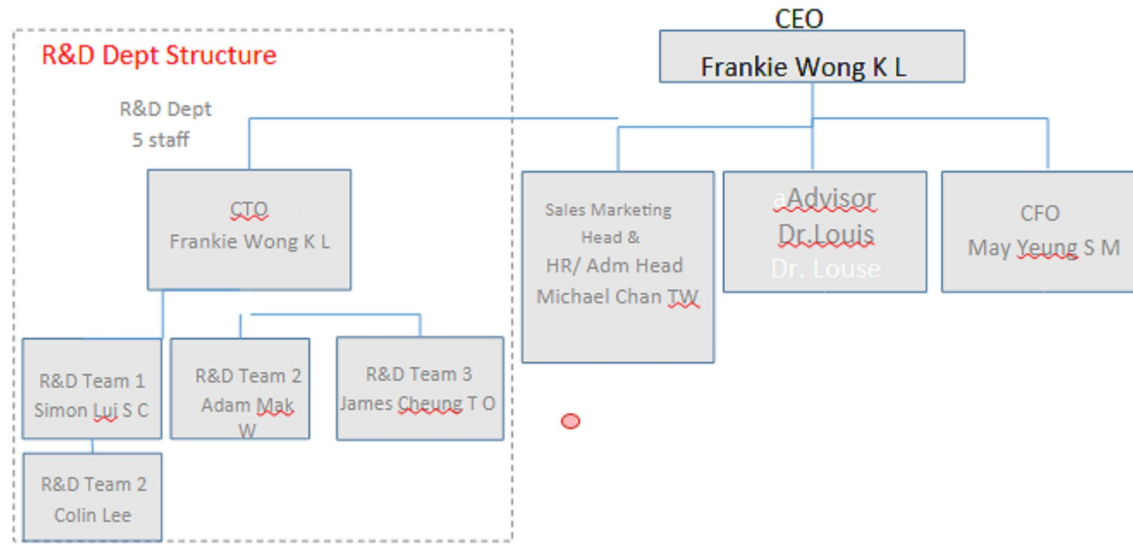 CEO
Frankie Wong K L
R&D Dept Structure
R&D Dept
5 staff
CTO
Frankie Wong K L
Sales Marketing
Head &
HR/ Adm Head
Michael Chan TW
aAdvisor
Dr.Louis
Dr. Louse
CFO
May Yeung S M
R&D Team 1
Simon Lui S C
R&D Team 2
Adam Mak
W
R&D Team 3
James Cheung T O
R&D Team 2
Colin Lee